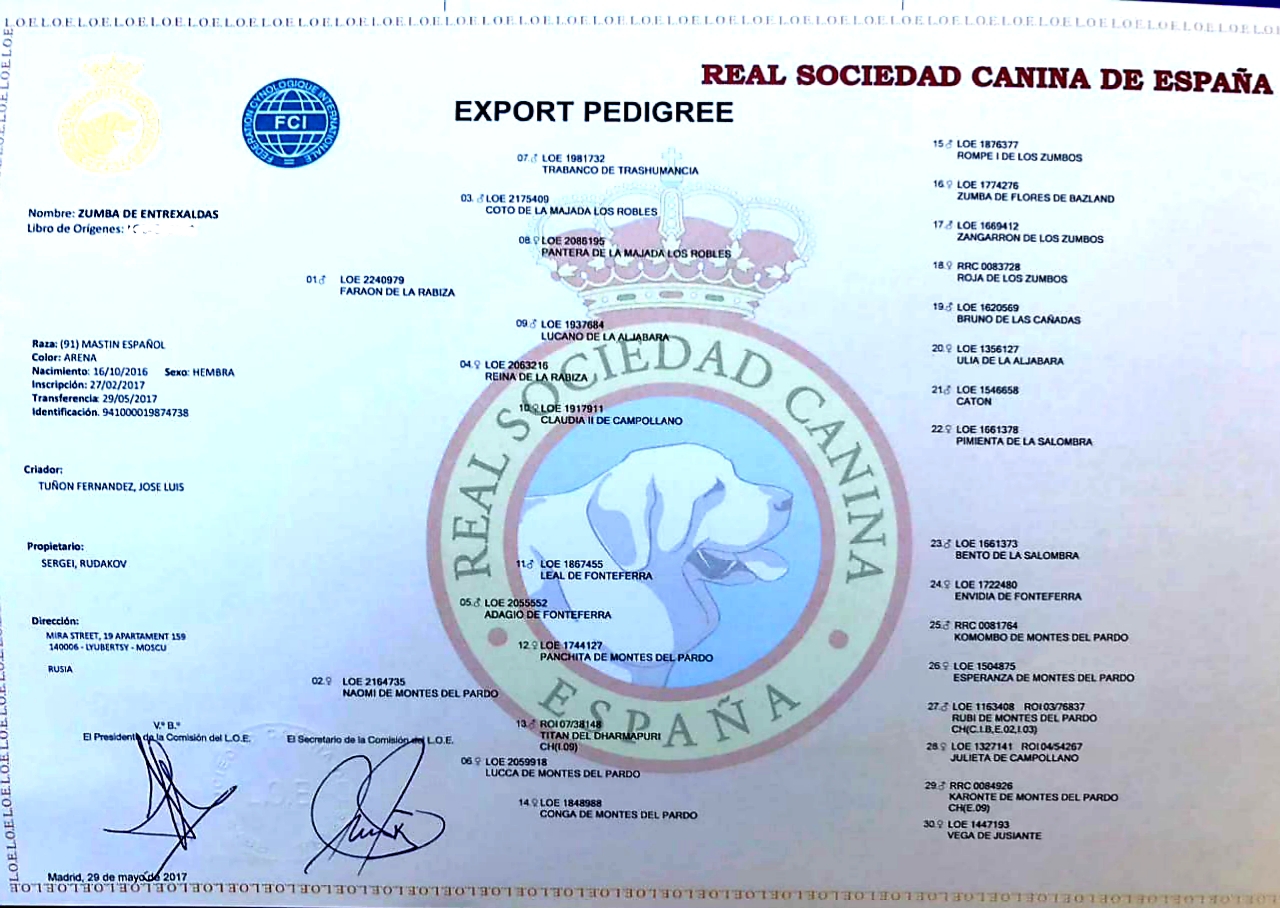 L.O.E. L.O.E. L.O.E. L.O.E. L.O.E. L.O.E. L.O.E. L.O.E. L.O.E. L.O.E.
REAL SOCIEDAD CANINA DE ESPAÑA
EXPORT PEDIGREE
FEDERATION CYNOLOGIQUE INTERNATIONALE
FCI
Nombre: ZUMBA DE ENTREXALDAS
Libro de Orígenes:
Raza: (91) MASTIN ESPAÑOL
Color: ARENA
Nacimiento: 16/10/2016 Sexo: HEMBRA
Inscripción: 27/02/2017
Transferencia: 29/05/2017
Identificación. 941000019874738
Criador:
TUÑON FERNANDEZ, JOSE LUIS
Propietario:
SERGEI, RUDAKOV
Dirección:
MIRA STREET, 19 APARTAMENT 159
140006 - LYUBERTSY - MOSCU
RUSIA
V.º B.º
El Presidente de la Comisión del L.O.E.
El Secretario de la Comisión del L.O.E.
Madrid, 29 de mayo de 2017
01.♂ LOE 2240979
FARAON DE LA RABIZA
02.♀ LOE 2164735
NAOMI DE MONTES DEL PARDO
03.♂ LOE 2175409
COTO DE LA MAJADA LOS ROBLES
04.♀ LOE 2063216
REINA DE LA RABIZA
05.♂ LOE 2055552
ADAGIO DE FONTEFERRA
06.♀ LOE 2059918
LUCCA DE MONTES DEL PARDO
07.♂ LOE 1981732
TRABANCO DE TRASHUMANCIA
08.♀ LOE 2086195
PANTERA DE LA MAJADA LOS ROBLES
09.♂ LOE 1937684
LUCANO DE LA ALJABARA
10.♀ LOE 1917911
CLAUDIA II DE CAMPOLLANO
11.♂ LOE 1867455
LEAL DE FONTEFERRA
12.♀ LOE 1744127
PANCHITA DE MONTES DEL PARDO
13.♂ ROI 07/38148
TITAN DEL DHARMAPURI
CH(I.09)
14.♀ LOE 1848988
CONGA DE MONTES DEL PARDO
15.♂ LOE 1876377
ROMPE I DE LOS ZUMBOS
16.♀ LOE 1774276
ZUMBA DE FLORES DE BAZLAND
17.♂ LOE 1669412
ZANGARRON DE LOS ZUMBOS
18.♀ RRC 0083728
ROJA DE LOS ZUMBOS
19.♂ LOE 1620569
BRUNO DE LAS CAÑADAS
20.♀ LOE 1356127
ULIA DE LA ALJABARA
21.♂ LOE 1546658
CATON
22.♀ LOE 1661378
PIMIENTA DE LA SALOMBRA
23.♂ LOE 1661373
BENTO DE LA SALOMBRA
24.♀ LOE 1722480
ENVIDIA DE FONTEFERRA
25.♂ RRC 0081764
KOMOMBO DE MONTES DEL PARDO
26.♀ LOE 1504875
ESPERANZA DE MONTES DEL PARDO
27.♂ LOE 1163408 ROI 03/76837
RUBI DE MONTES DEL PARDO
CH(C.I.B,E.02,I.03)
28.♀ LOE 1327141 ROI 04/54267
JULIETA DE CAMPOLLANO
29.♂ RRC 0084926
KARONTE DE MONTES DEL PARDO
CH(E.09)
30.♀ LOE 1447193
VEGA DE JUSIANTE
REAL SOCIEDAD CANINA
ESPAÑA